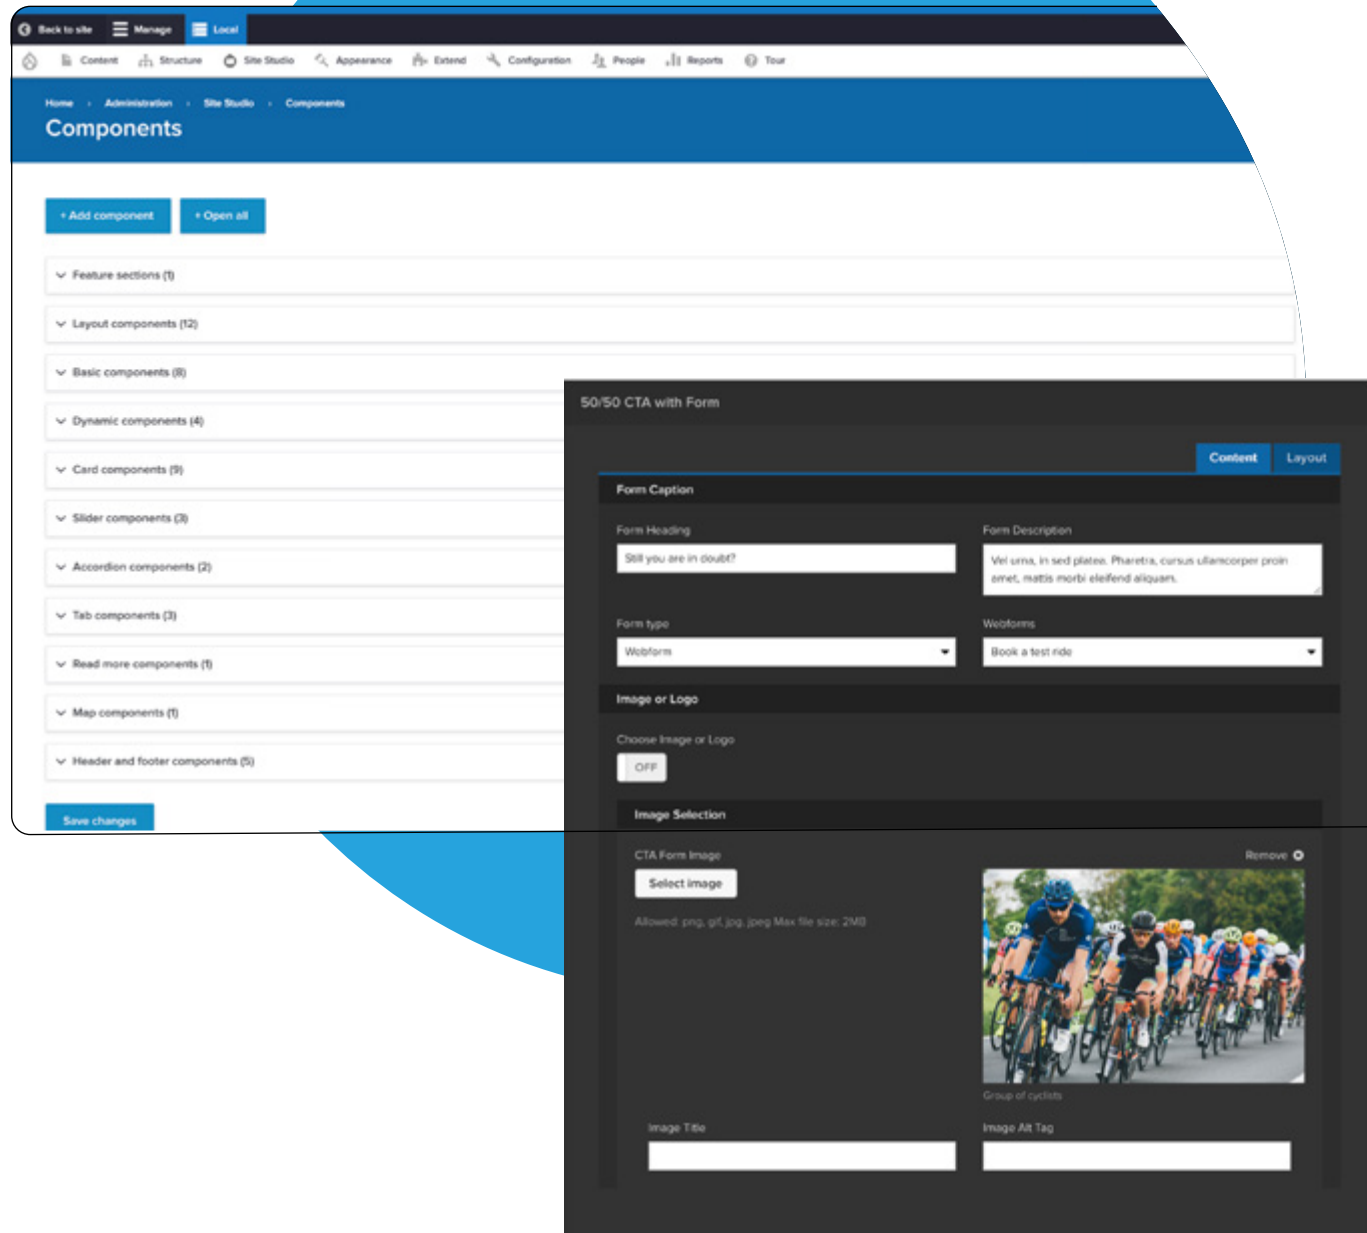 Back to site Manage Local
Content Structure Site Studio Appearance Extend Configuration People Reports Tour
Home › Administration › Site Studio › Components
Components
+ Add component + Open all
Feature sections (1)
Layout components (12)
Basic components (8)
Dynamic components (4)
Card components (9)
Slider components (3)
Accordion components (2)
Tab components (3)
Read more components (1)
Map components (1)
Header and footer components (5)
Save changes
50/50 CTA with Form
Content Layout
Form Caption
Form Heading Form Description
Still you are in doubt?
Vel urna, in sed platea. Pharetra, cursus ullamcorper proin
amet, mattis morbi eleifend aliquam.
Form type Webforms
Webform Book a test ride
Image or Logo
Choose Image or Logo
OFF
Image Selection
CTA Form Image Remove
Select image
Allowed: png, gif, jpg, jpeg Max file size: 2MB
Group of cyclists
Image Title Image Alt Tag